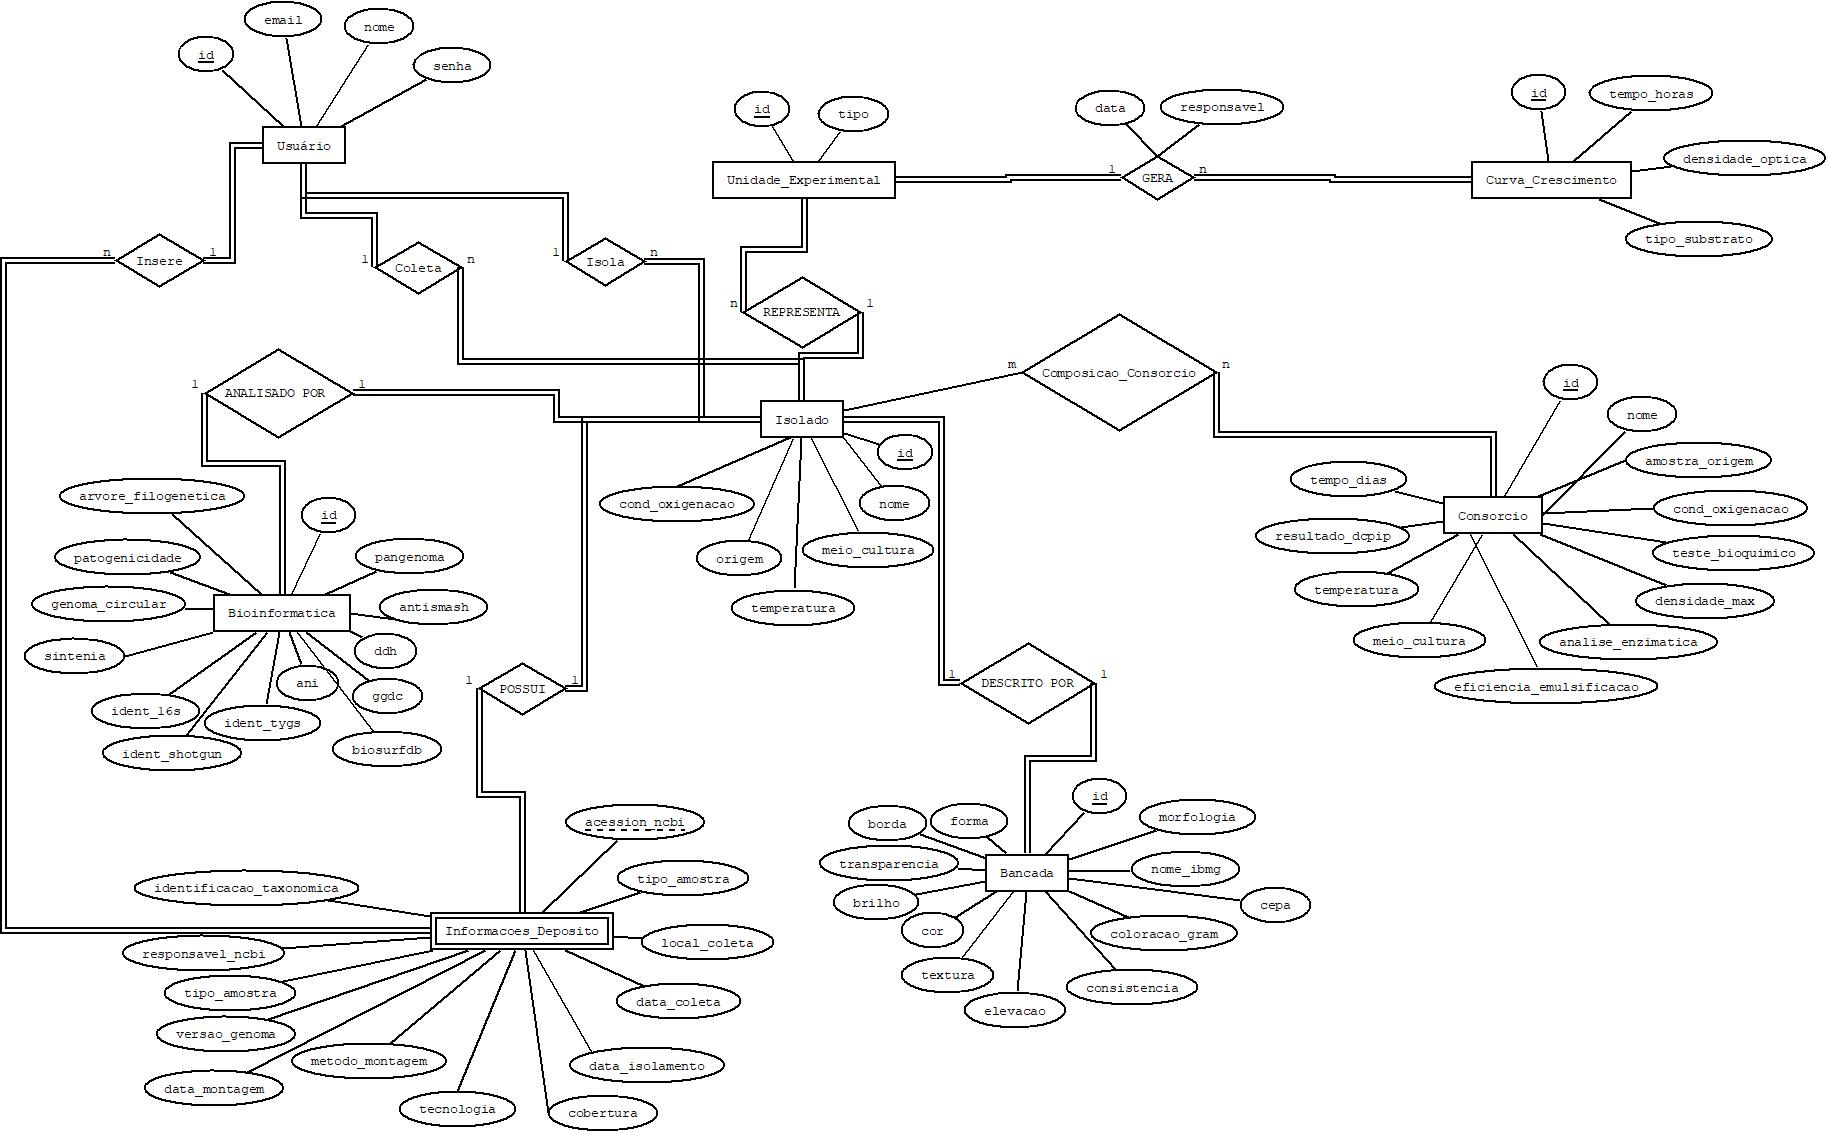 email
nome
id
senha
Usuário
id
tipo
Unidade_Experimental
data
responsavel
1
GERA
n
id
tempo_horas
densidade_optica
Curva_Crescimento
tipo_substrato
n
Insere
1
1
Coleta
n
1
Isola
n
n
REPRESENTA
1
1
ANALISADO POR
1
m
Composicao_Consorcio
n
Isolado
id
nome
cond_oxigenacao
origem
meio_cultura
temperatura
id
nome
amostra_origem
tempo_dias
cond_oxigenacao
Consorcio
resultado_dcpip
teste_bioquimico
temperatura
densidade_max
meio_cultura
analise_enzimatica
eficiencia_emulsificacao
arvore_filogenetica
id
patogenicidade
pangenoma
genoma_circular
Bioinformatica
antismash
sintenia
ddh
ani
ggdc
ident_16s
ident_tygs
ident_shotgun
biosurfdb
1
POSSUI
1
1
DESCRITO POR
1
acession_ncbi
identificacao_taxonomica
tipo_amostra
Informacoes_Deposito
local_coleta
responsavel_ncbi
tipo_amostra
data_coleta
versao_genoma
metodo_montagem
data_isolamento
data_montagem
tecnologia
cobertura
id
borda
forma
morfologia
transparencia
nome_ibmg
Bancada
brilho
cepa
cor
coloracao_gram
textura
consistencia
elevacao